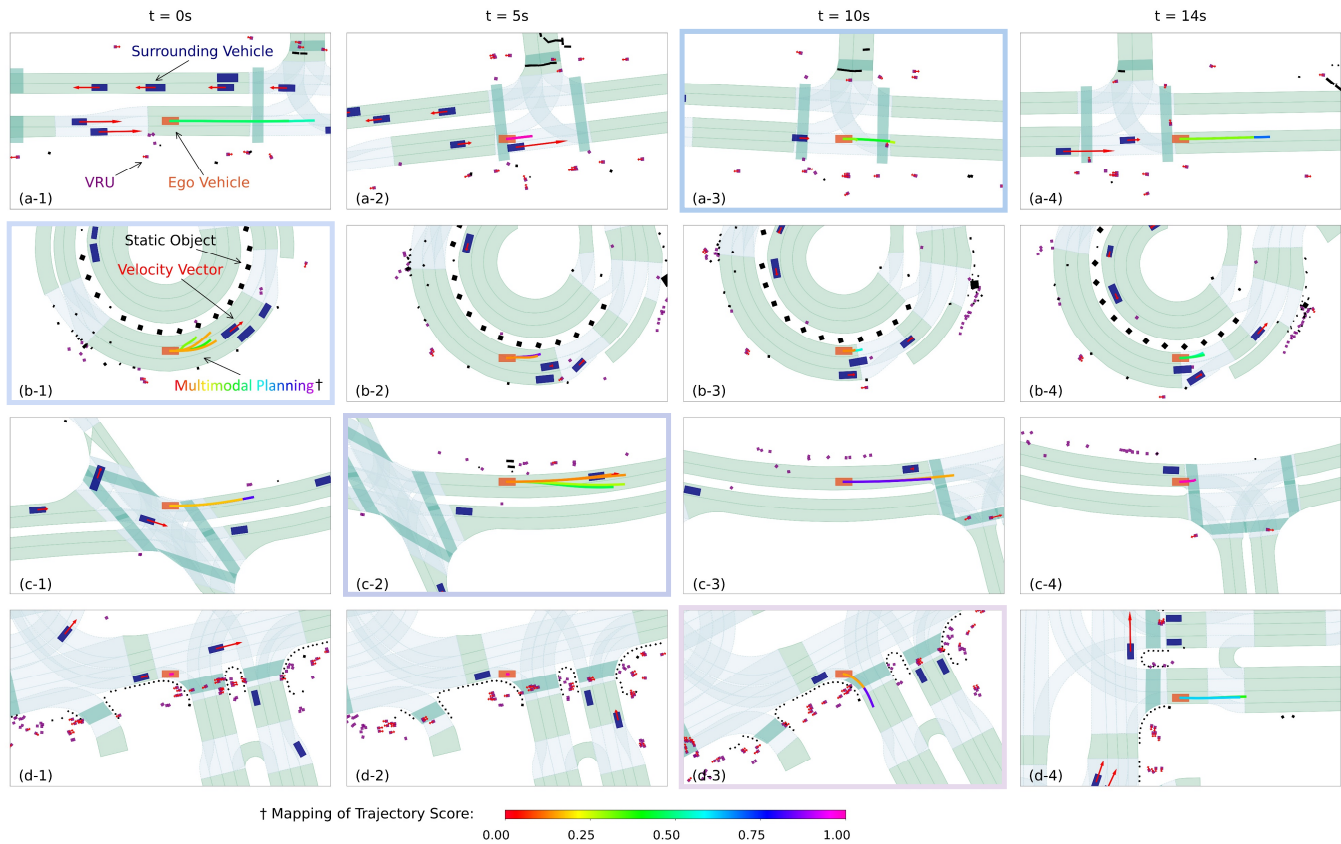 t = 0s t = 5s t = 10s t = 14s
Surrounding Vehicle
VRU Ego Vehicle
(a-1) (a-2) (a-3) (a-4)
Static Object
Velocity Vector
Multimodal Planning†
(b-1) (b-2) (b-3) (b-4)
(c-1) (c-2) (c-3) (c-4)
(d-1) (d-2) (d-3) (d-4)
† Mapping of Trajectory Score:
0.00 0.25 0.50 0.75 1.00